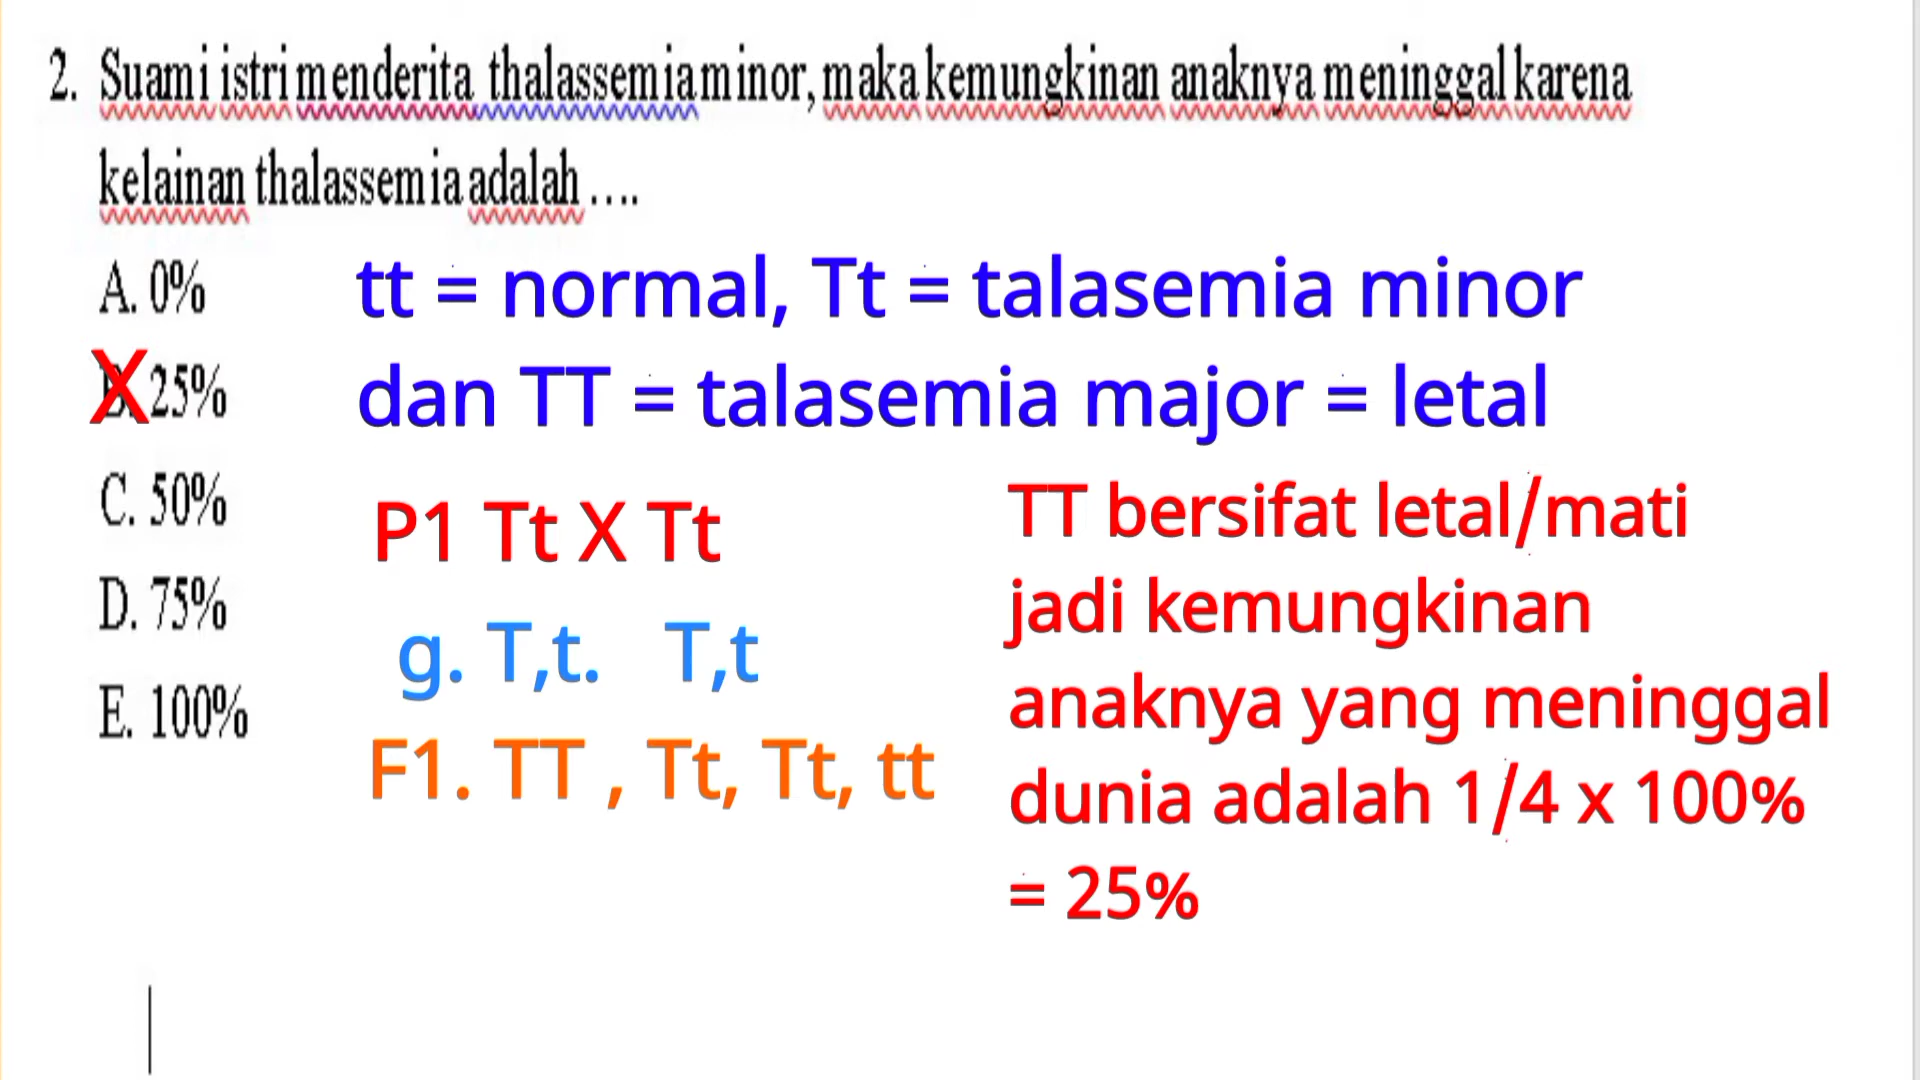 2. Suami istri menderita thalassemia minor, maka kemungkinan anaknya meninggal karena
kelainan thalassemia adalah ....
A. 0%
X 25%
C. 50%
D. 75%
E. 100%
tt = normal, Tt = talasemia minor
dan TT = talasemia major = letal
P1 Tt X Tt
g. T,t. T,t
F1. TT , Tt, Tt, tt
TT bersifat letal/mati
jadi kemungkinan
anaknya yang meninggal
dunia adalah 1/4 x 100%
= 25%